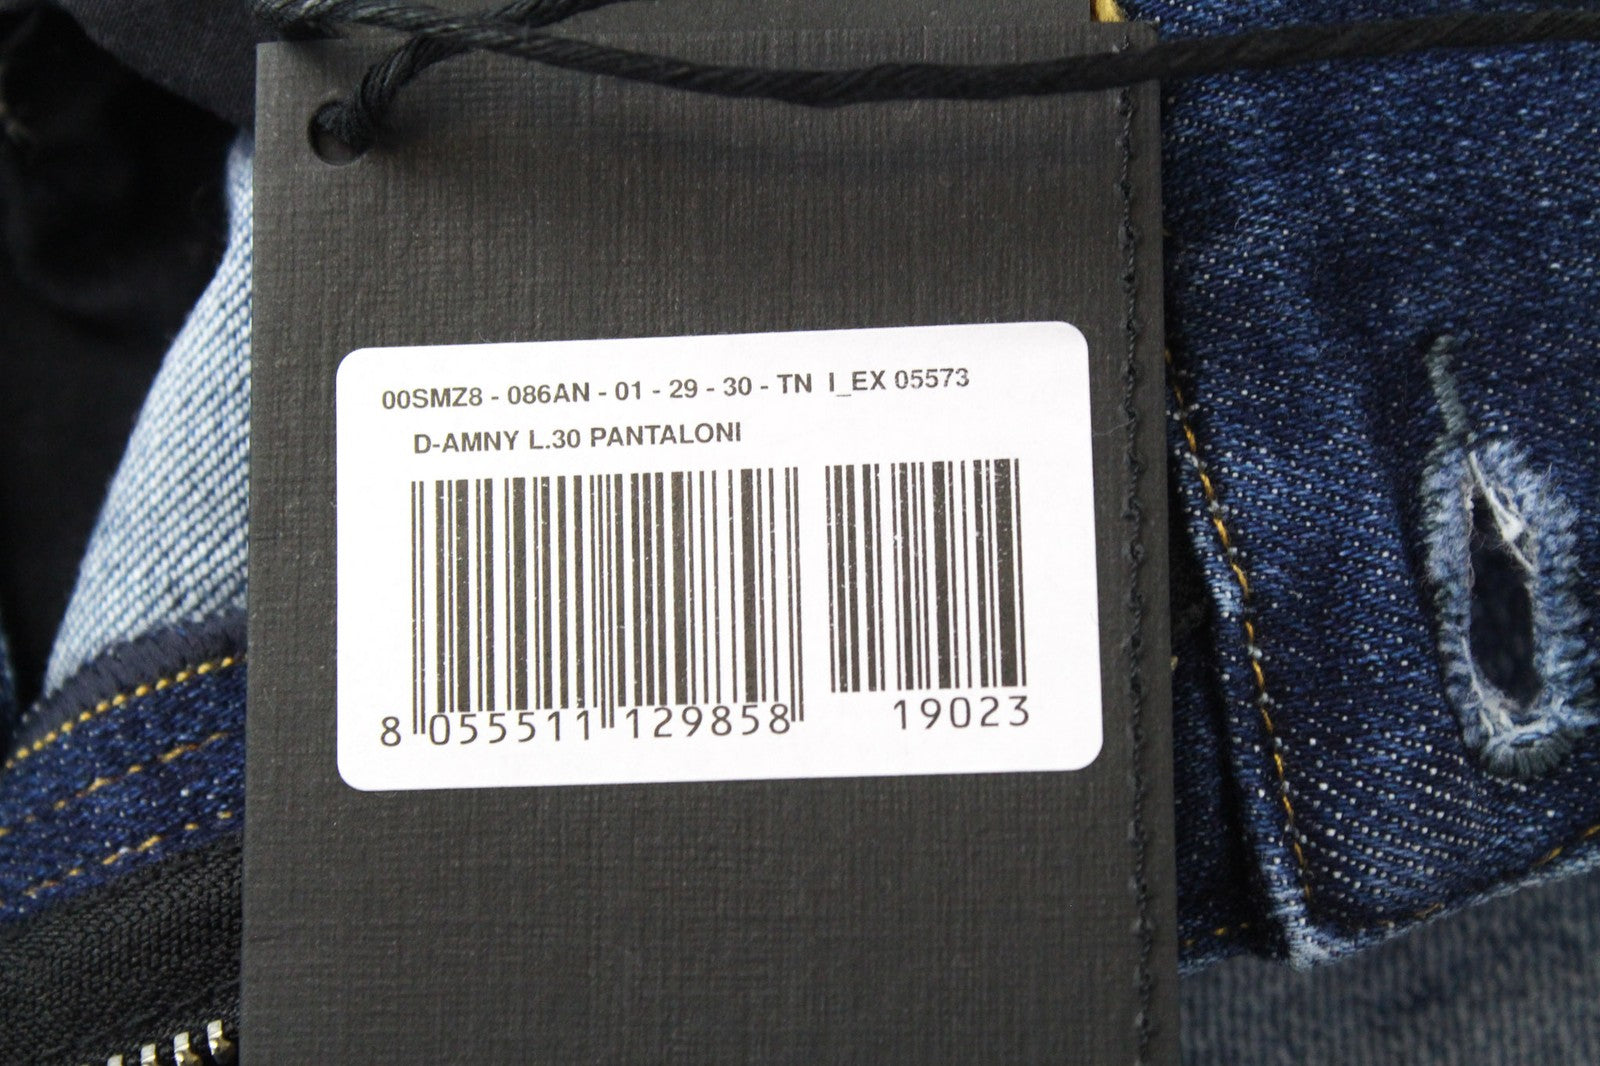 00SMZ8 - 086AN - 01 - 29 - 30 - TN I_EX 05573
D-AMNY L.30 PANTALONI
8 055511 129858 19023